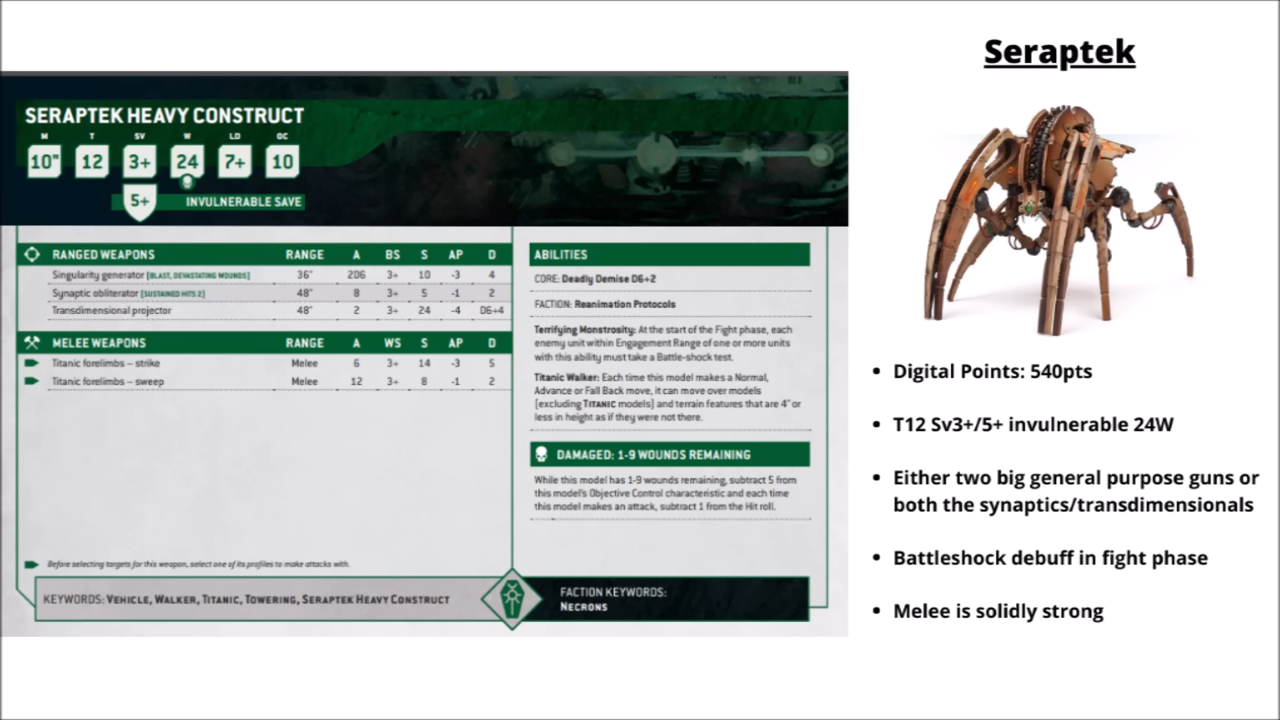 Seraptek
SERAPTEK HEAVY CONSTRUCT
M T SV W LD OC
10" 12 3+ 24 7+ 10
5+ INVULNERABLE SAVE
RANGED WEAPONS RANGE A BS S AP D
Singularity generator [BLAST, DEVASTATING WOUNDS] 36" 2D6 3+ 10 -3 4
Synaptic obliterator [SUSTAINED HITS 2] 48" 8 3+ 5 -1 2
Transdimensional projector 48" 2 3+ 24 -4 D6+4
MELEE WEAPONS RANGE A WS S AP D
Titanic forelimbs – strike Melee 6 3+ 14 -3 5
Titanic forelimbs – sweep Melee 12 3+ 8 -1 2
Before selecting targets for this weapon, select one of its profiles to make attacks with.
ABILITIES
CORE: Deadly Demise D6+2
FACTION: Reanimation Protocols
Terrifying Monstrosity: At the start of the Fight phase, each
enemy unit within Engagement Range of one or more units
with this ability must take a Battle-shock test.
Titanic Walker: Each time this model makes a Normal,
Advance or Fall Back move, it can move over models
(excluding TITANIC models) and terrain features that are 4" or
less in height as if they were not there.
DAMAGED: 1-9 WOUNDS REMAINING
While this model has 1-9 wounds remaining, subtract 5 from
this model's Objective Control characteristic and each time
this model makes an attack, subtract 1 from the Hit roll.
KEYWORDS: VEHICLE, WALKER, TITANIC, TOWERING, SERAPTEK HEAVY CONSTRUCT
FACTION KEYWORDS:
NECRONS
• Digital Points: 540pts
• T12 Sv3+/5+ invulnerable 24W
• Either two big general purpose guns or
both the synaptics/transdimensionals
• Battleshock debuff in fight phase
• Melee is solidly strong